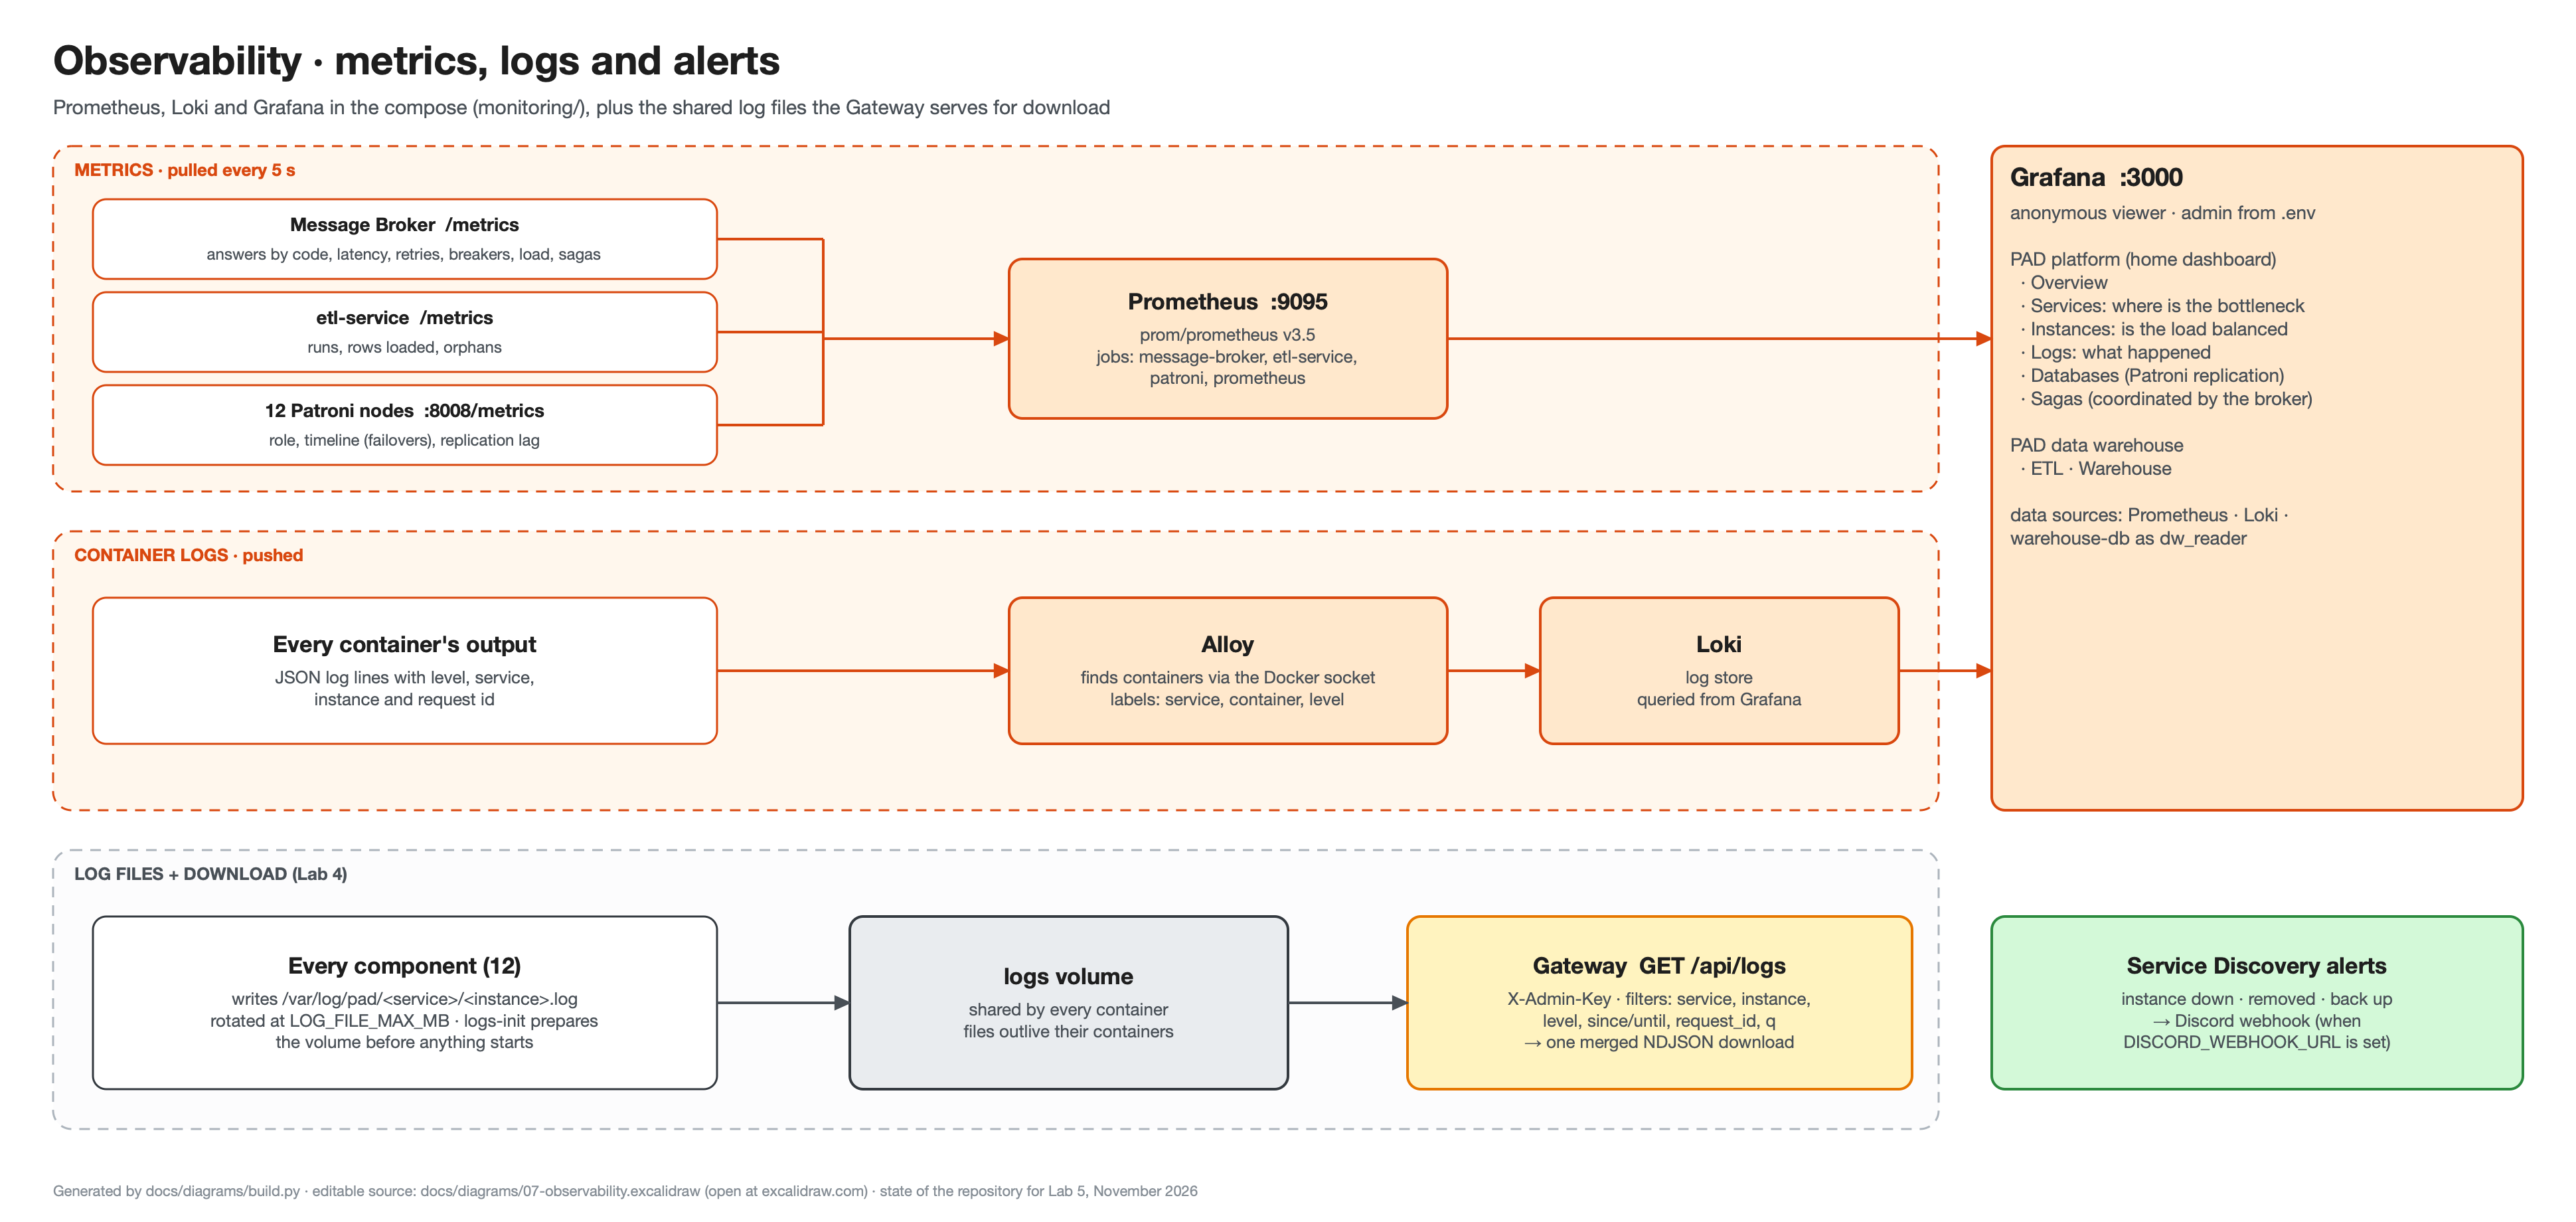 Observability · metrics, logs and alerts
Prometheus, Loki and Grafana in the compose (monitoring/), plus the shared log files the Gateway serves for download
METRICS · pulled every 5 s
Message Broker /metrics
answers by code, latency, retries, breakers, load, sagas
etl-service /metrics
runs, rows loaded, orphans
12 Patroni nodes :8008/metrics
role, timeline (failovers), replication lag
Prometheus :9095
prom/prometheus v3.5
jobs: message-broker, etl-service,
patroni, prometheus
Grafana :3000
anonymous viewer · admin from .env
PAD platform (home dashboard)
· Overview
· Services: where is the bottleneck
· Instances: is the load balanced
· Logs: what happened
· Databases (Patroni replication)
· Sagas (coordinated by the broker)
PAD data warehouse
· ETL · Warehouse
data sources: Prometheus · Loki ·
warehouse-db as dw_reader
CONTAINER LOGS · pushed
Every container's output
JSON log lines with level, service,
instance and request id
Alloy
finds containers via the Docker socket
labels: service, container, level
Loki
log store
queried from Grafana
LOG FILES + DOWNLOAD (Lab 4)
Every component (12)
writes /var/log/pad/<service>/<instance>.log
rotated at LOG_FILE_MAX_MB · logs-init prepares
the volume before anything starts
logs volume
shared by every container
files outlive their containers
Gateway GET /api/logs
X-Admin-Key · filters: service, instance,
level, since/until, request_id, q
→ one merged NDJSON download
Service Discovery alerts
instance down · removed · back up
→ Discord webhook (when
DISCORD_WEBHOOK_URL is set)
Generated by docs/diagrams/build.py · editable source: docs/diagrams/07-observability.excalidraw (open at excalidraw.com) · state of the repository for Lab 5, November 2026